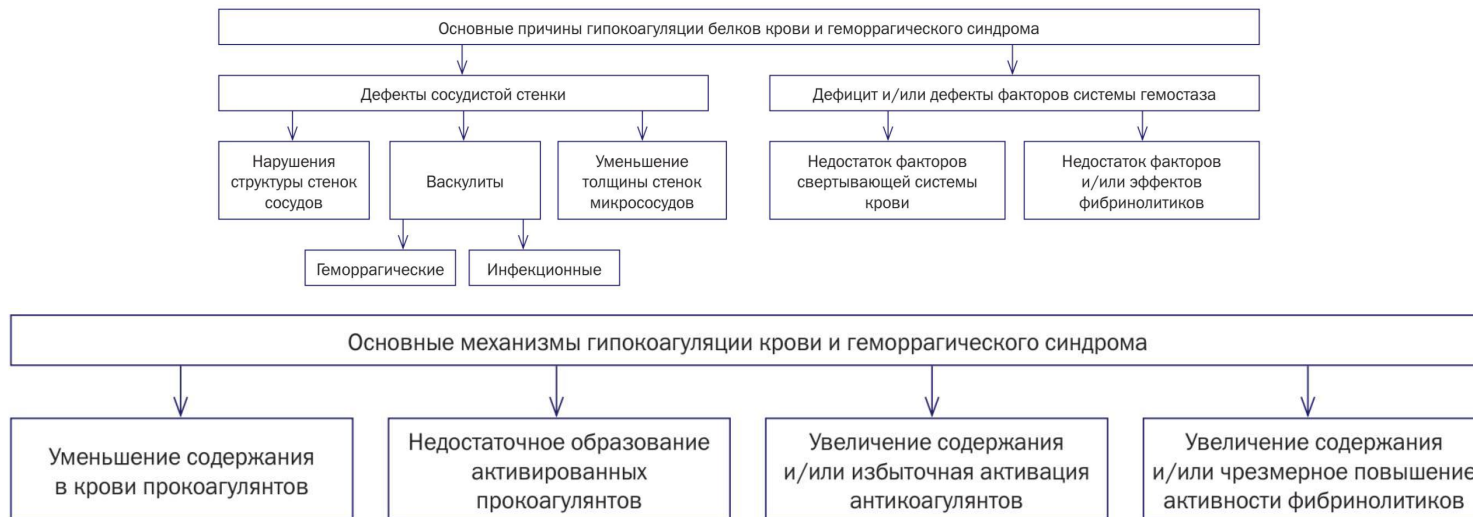 Основные причины гипокоагуляции белков крови и геморрагического синдрома
Дефекты сосудистой стенки
Дефицит и/или дефекты факторов системы гемостаза
Нарушения
структуры стенок
сосудов
Васкулиты
Уменьшение
толщины стенок
микрососудов
Недостаток факторов
свертывающей системы
крови
Недостаток факторов
и/или эффектов
фибринолитиков
Геморрагические
Инфекционные
Основные механизмы гипокоагуляции крови и геморрагического синдрома
Уменьшение содержания
в крови прокоагулянтов
Недостаточное образование
активированных
прокоагулянтов
Увеличение содержания
и/или избыточная активация
антикоагулянтов
Увеличение содержания
и/или чрезмерное повышение
активности фибринолитиков